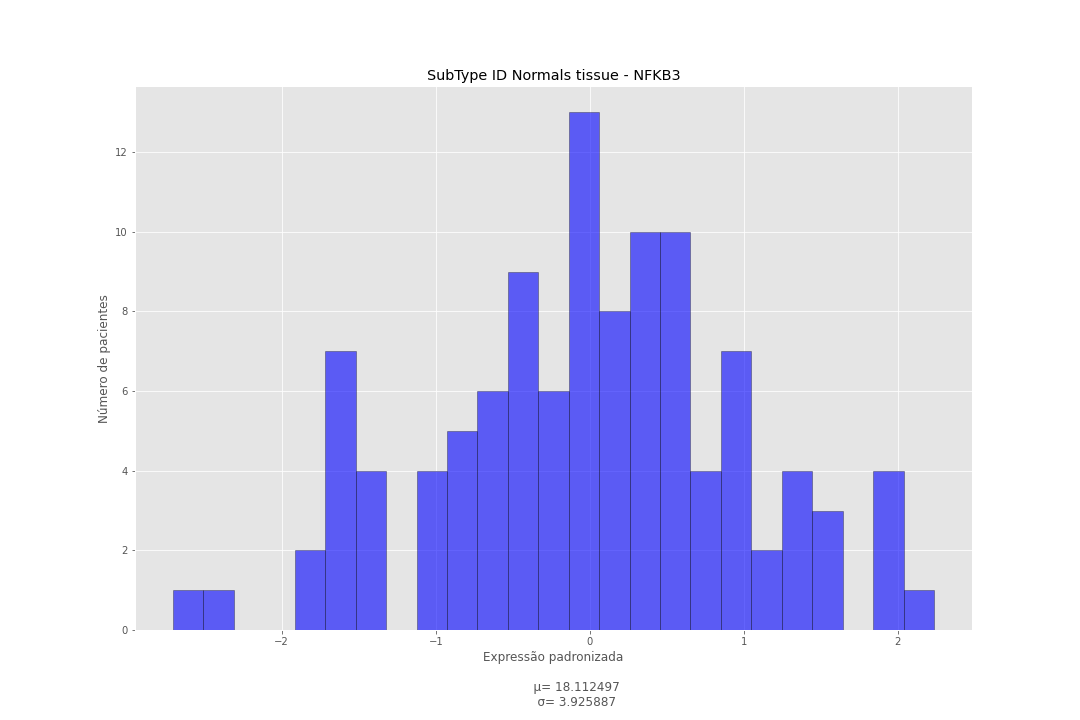 SubType ID Normals tissue - NFKB3
Número de pacientes
12
10
8
6
4
2
0
−2 −1 0 1 2
Expressão padronizada
μ= 18.112497
σ= 3.925887